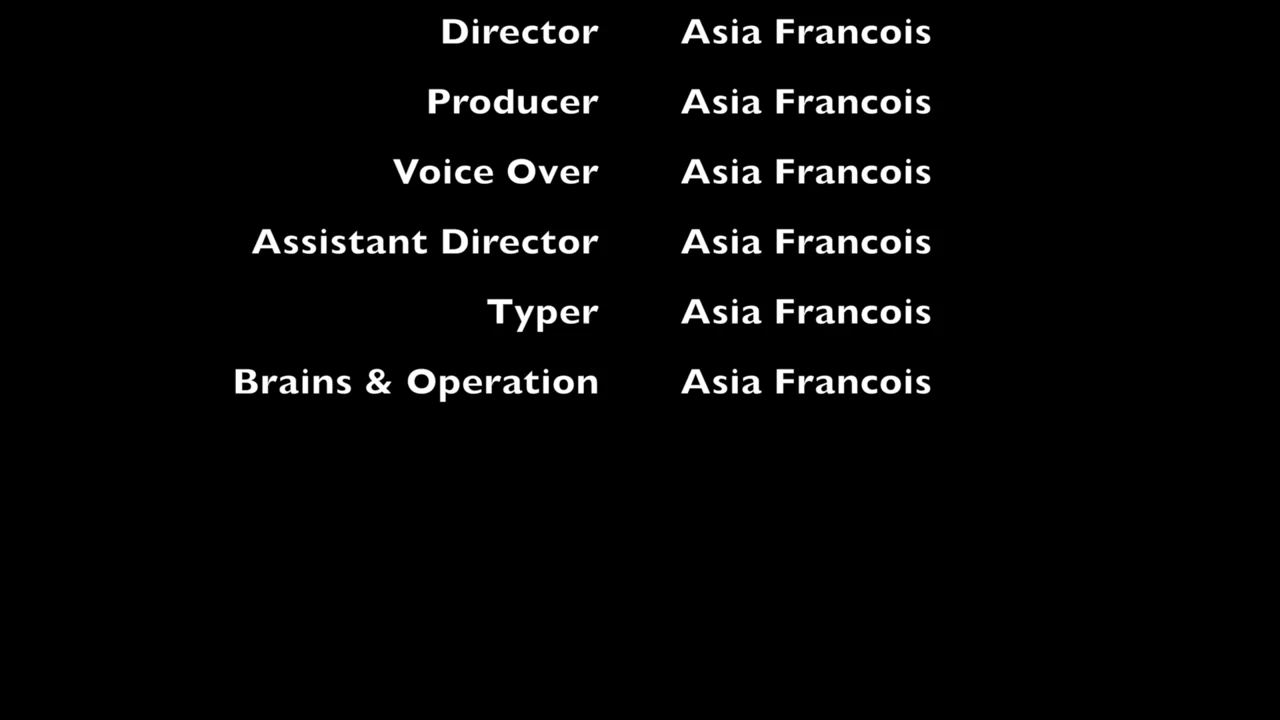 Director Asia Francois
Producer Asia Francois
Voice Over Asia Francois
Assistant Director Asia Francois
Typer Asia Francois
Brains & Operation Asia Francois